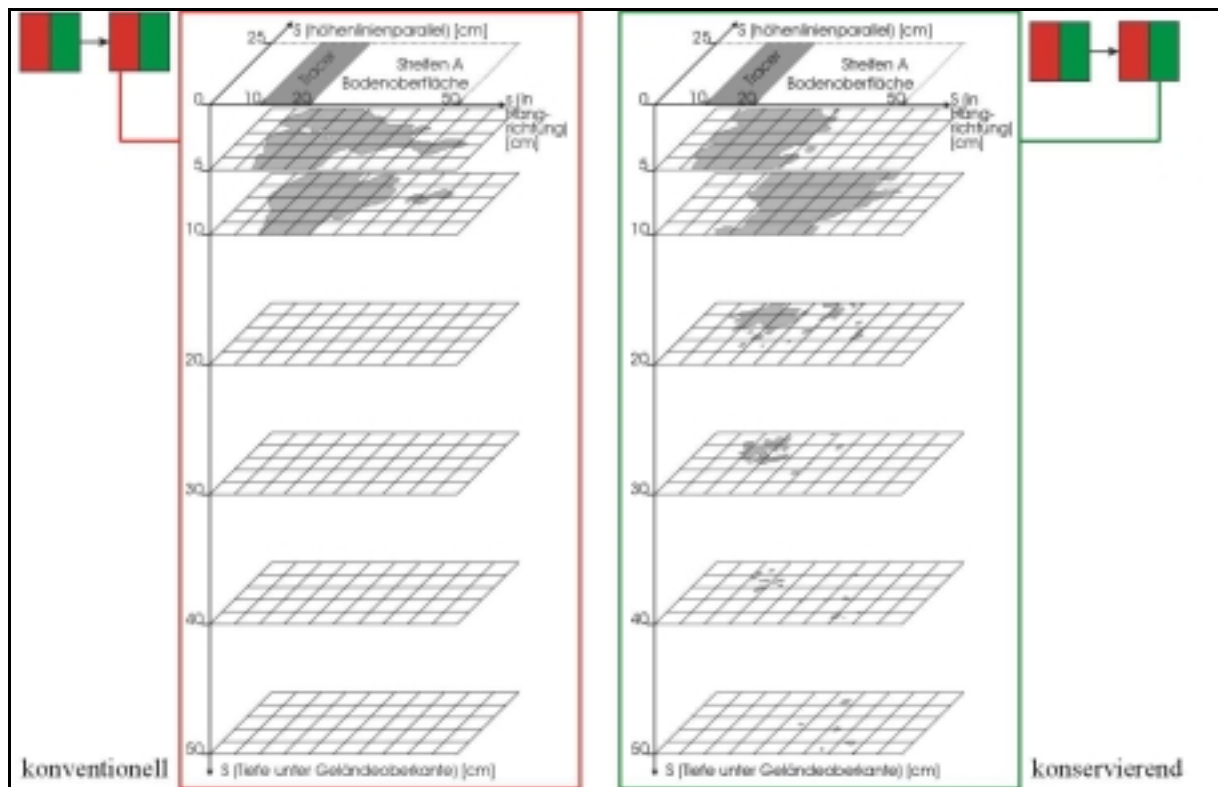 S (höhenlinienparallel) [cm]
25
Tracer
Streifen A
Bodenoberfläche
0
10
20
50
s (in
Hang-
richtung)
[cm]
5
10
20
30
40
50
S (Tiefe unter Geländeoberkante) [cm]
konventionell
S (höhenlinienparallel) [cm]
25
Tracer
Streifen A
Bodenoberfläche
0
10
20
50
S (in
Hang-
richtung)
[cm]
5
10
20
30
40
50
S (Tiefe unter Geländeoberkante) [cm]
konservierend